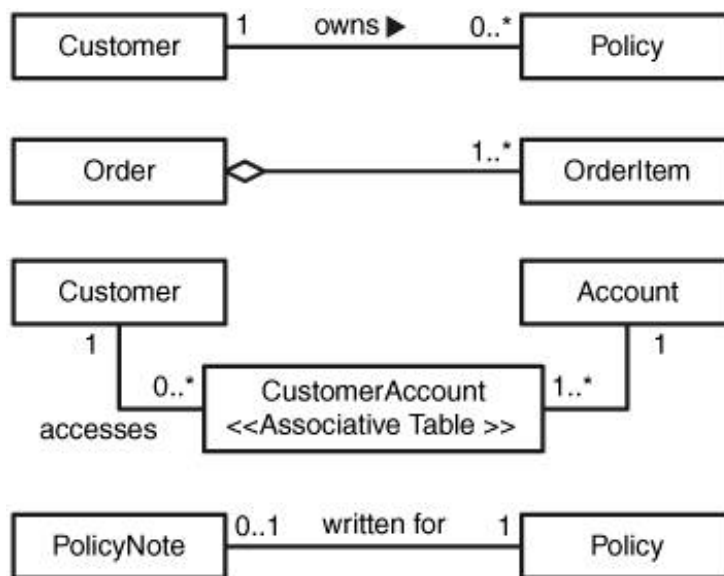 Customer 1 owns ▶ 0..* Policy
Order 1..* OrderItem
Customer Account
1 1
0..* CustomerAccount 1..*
accesses <<Associative Table >>
PolicyNote 0..1 written for 1 Policy